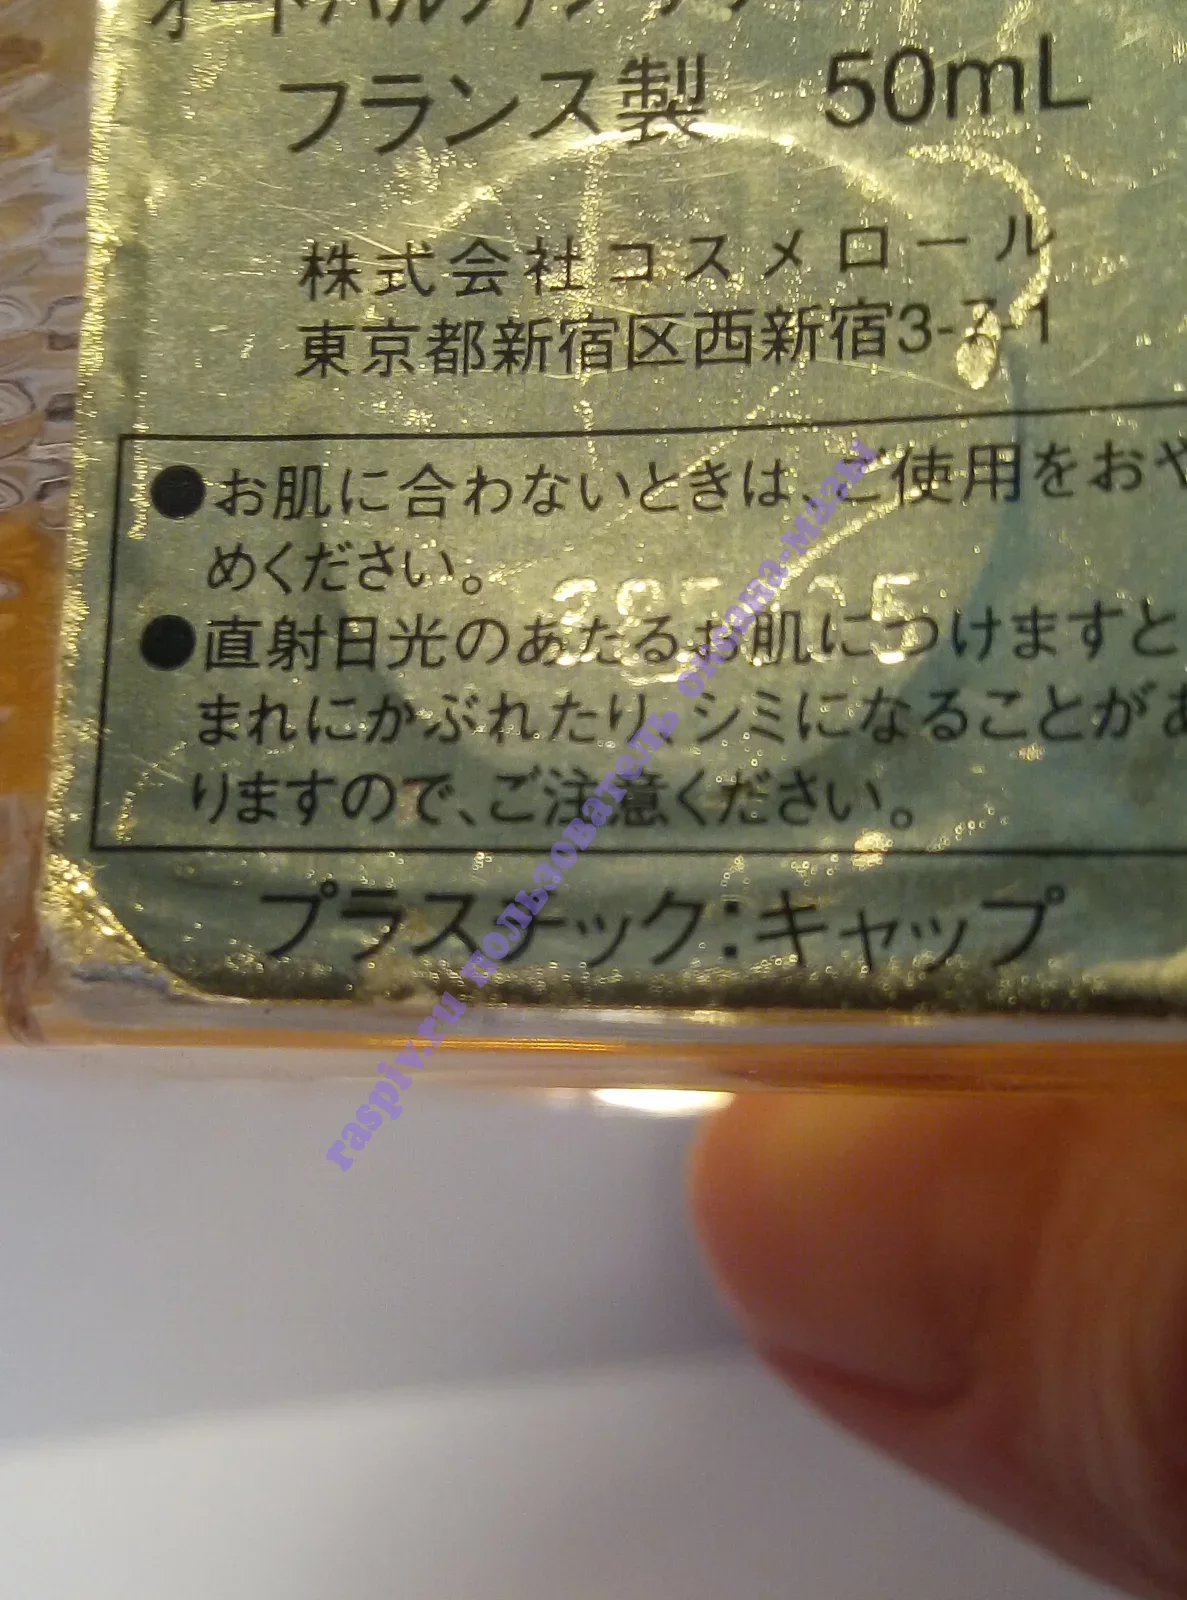 フランス製 50mL
株式会社コスメロール
東京都新宿区西新宿3-7-1
●お肌に合わないときは、ご使用をおや
めください。
●直射日光のあたるお肌につけますと
まれにかぶれたり、シミになることがあ
りますので、ご注意ください。
プラスチック:キャップ
raspiv.ru пользователь oksana-maam